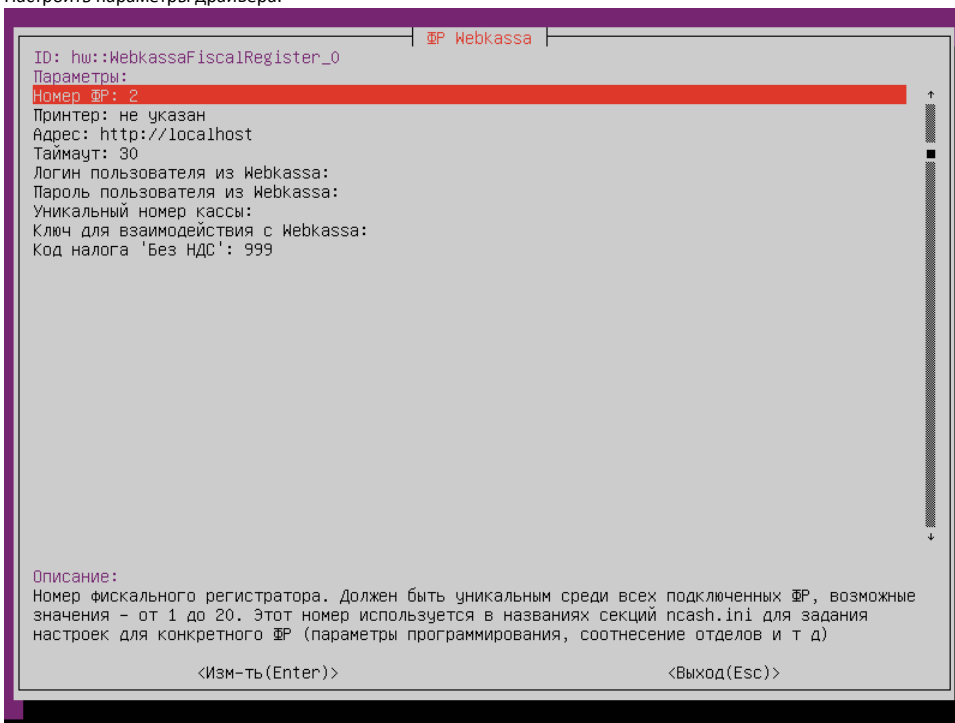 Настроить параметры драйвера:
ФР Webkassa
ID: hw::WebkassaFiscalRegister_0
Параметры:
Номер ФР: 2
Принтер: не указан
Адрес: http://localhost
Таймаут: 30
Логин пользователя из Webkassa:
Пароль пользователя из Webkassa:
Уникальный номер кассы:
Ключ для взаимодействия с Webkassa:
Код налога 'Без НДС': 999
Описание:
Номер фискального регистратора. Должен быть уникальным среди всех подключенных ФР, возможные
значения – от 1 до 20. Этот номер используется в названиях секций ncash.ini для задания
настроек для конкретного ФР (параметры программирования, соотнесение отделов и т д)
<Изм-ть(Enter)> <Выход(Esc)>